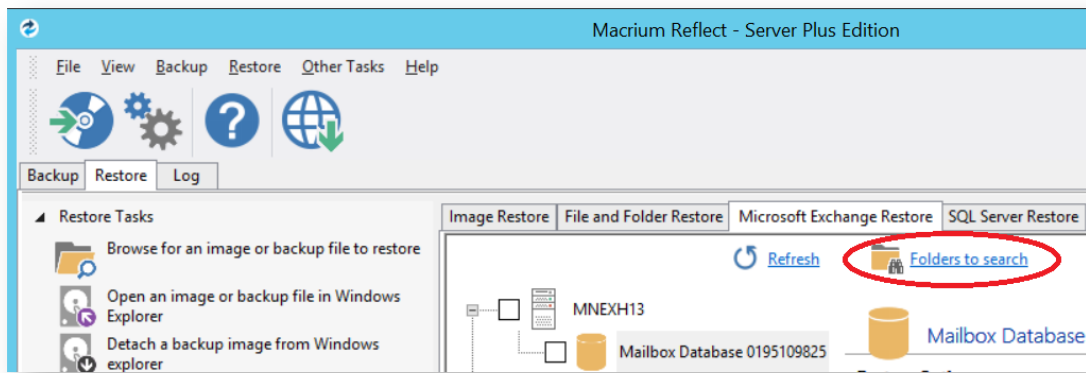 Macrium Reflect - Server Plus Edition
File View Backup Restore Other Tasks Help
Backup Restore Log
Restore Tasks
Browse for an image or backup file to restore
Open an image or backup file in Windows
Explorer
Detach a backup image from Windows
explorer
Image Restore File and Folder Restore Microsoft Exchange Restore SQL Server Restore
Refresh Folders to search
MNEXH13
Mailbox Database 0195109825
Mailbox Database